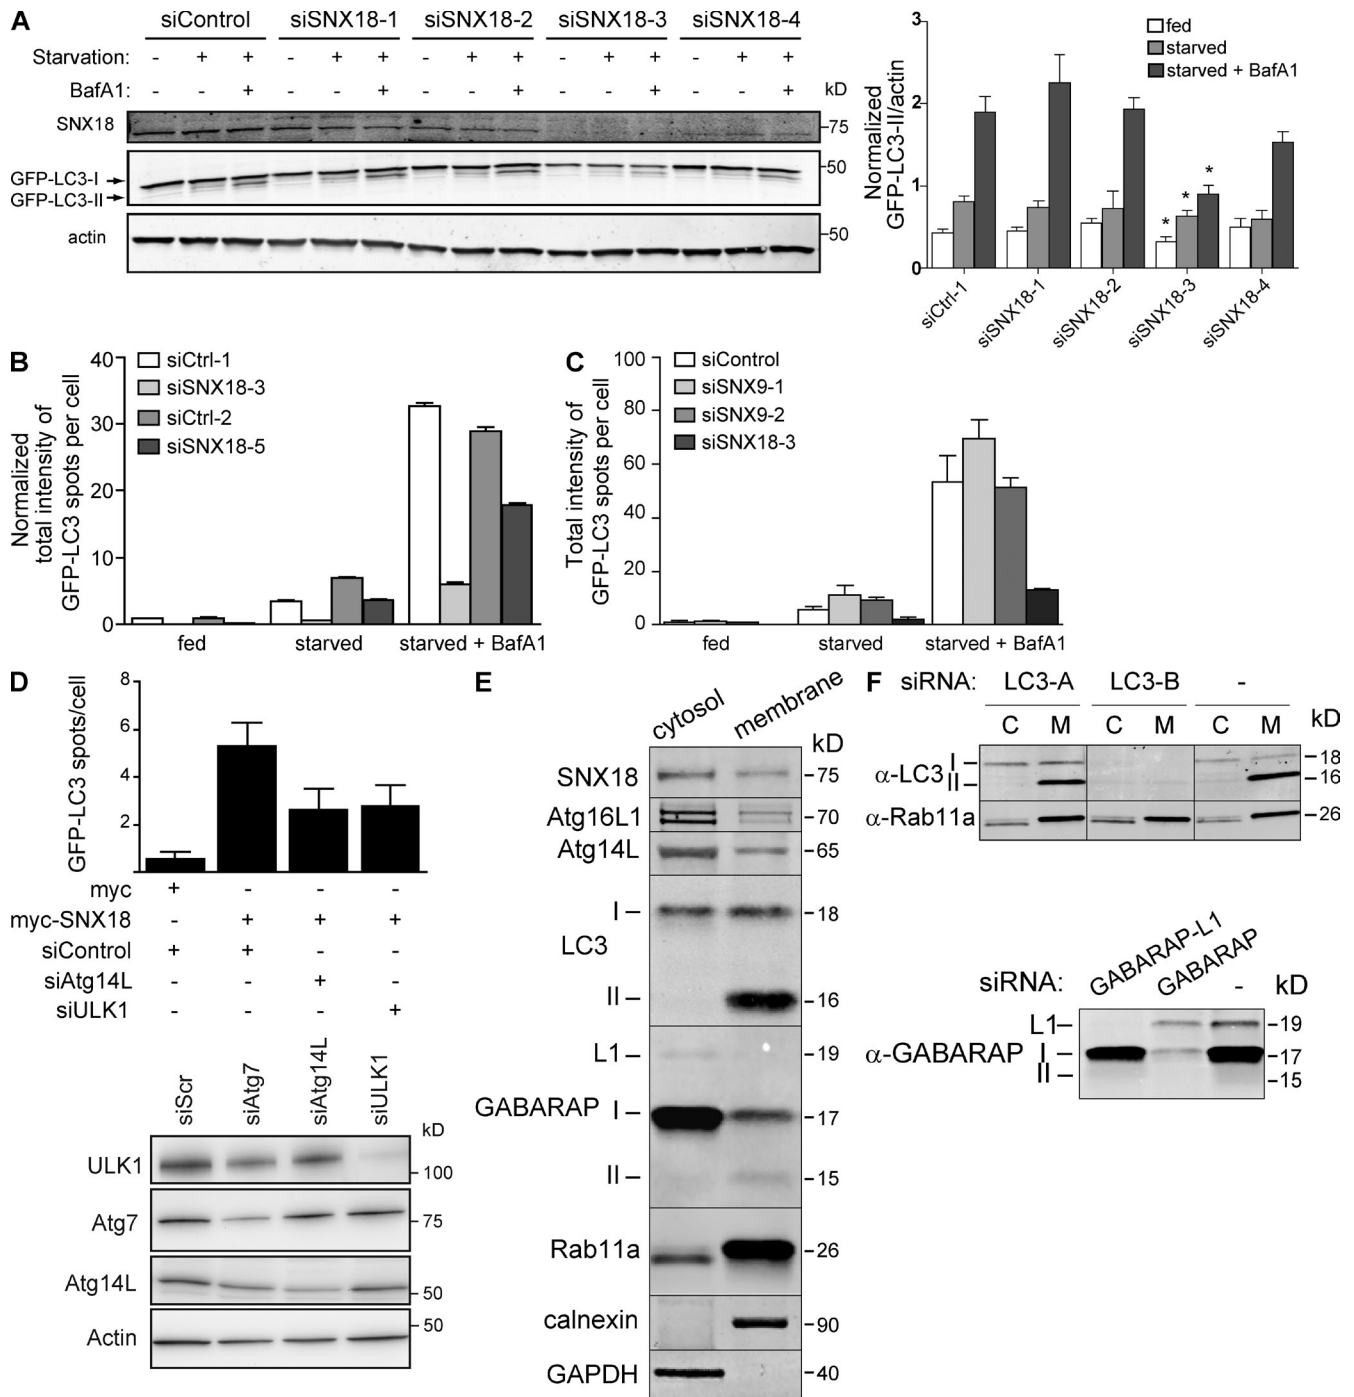 A
siControl siSNX18-1 siSNX18-2 siSNX18-3 siSNX18-4
Starvation: - + + - + + - + + - + + - + +
BafA1: - - + - - + - - + - - + - - + kD
SNX18 -75
GFP-LC3-I
GFP-LC3-II
-50
actin -50
Normalized
GFP-LC3-II/actin
3
2
1
0
fed
starved
starved + BafA1
* * *
siCtrl-1 siSNX18-1 siSNX18-2 siSNX18-3 siSNX18-4
B
Normalized
total intensity of
GFP-LC3 spots per cell
40
30
20
10
0
siCtrl-1
siSNX18-3
siCtrl-2
siSNX18-5
fed starved starved + BafA1
C
Total intensity of
GFP-LC3 spots per cell
100
80
60
40
20
0
siControl
siSNX9-1
siSNX9-2
siSNX18-3
fed starved starved + BafA1
D
GFP-LC3 spots/cell
8
6
4
2
myc + - - -
myc-SNX18 - + + +
siControl + + - -
siAtg14L - - + -
siULK1 - - - +
siScr siAtg7 siAtg14L siULK1
kD
ULK1 - 100
Atg7 - 75
Atg14L - 50
Actin - 50
E
cytosol membrane
kD
SNX18 -75
Atg16L1 -70
Atg14L -65
I – -18
LC3
II – -16
L1 – -19
GABARAP I – -17
II – -15
Rab11a -26
calnexin -90
GAPDH -40
F
siRNA: LC3-A LC3-B -
C M C M C M kD
α-LC3 I II -18 -16
α-Rab11a -26
siRNA: GABARAP-L1 GABARAP - kD
L1– -19
α-GABARAP I – -17
II – -15